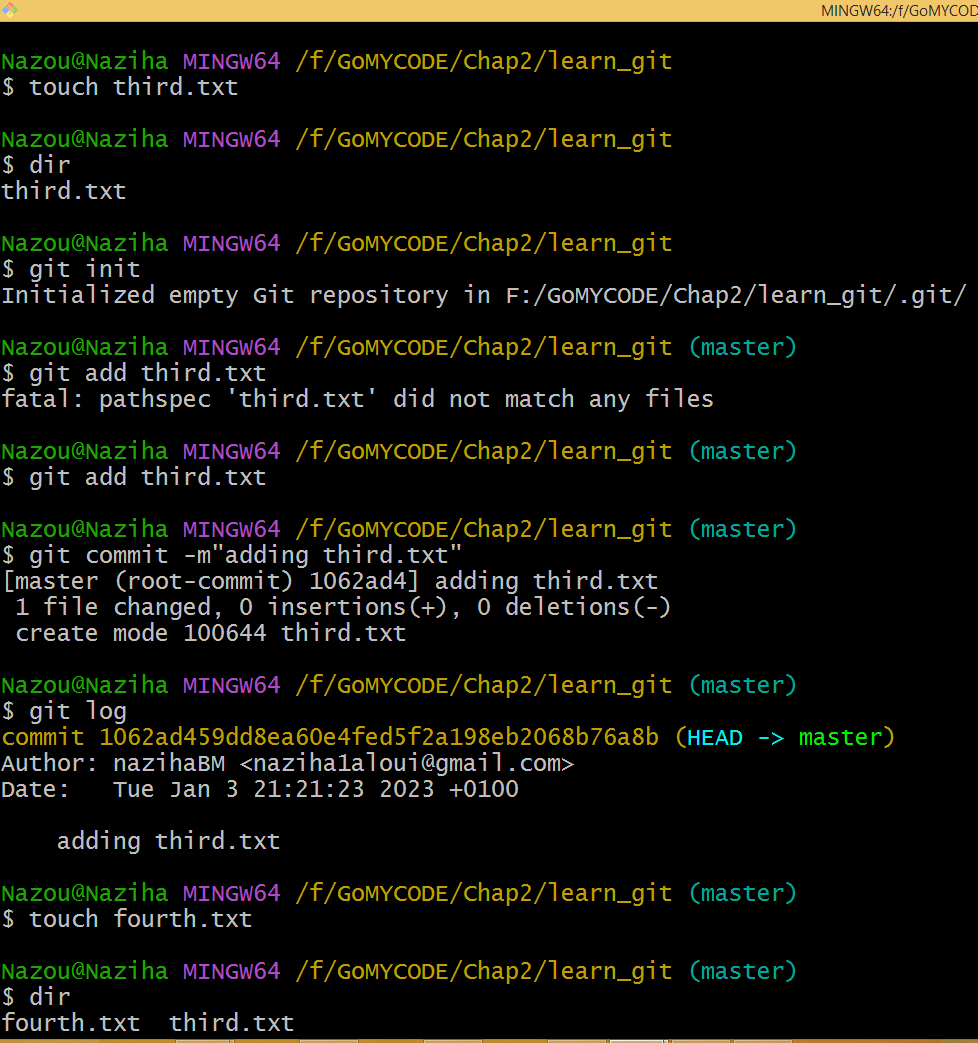 MINGW64:/f/GoMYCOD
Nazou@Naziha MINGW64 /f/GoMYCODE/Chap2/learn_git
$ touch third.txt
Nazou@Naziha MINGW64 /f/GoMYCODE/Chap2/learn_git
$ dir
third.txt
Nazou@Naziha MINGW64 /f/GoMYCODE/Chap2/learn_git
$ git init
Initialized empty Git repository in F:/GoMYCODE/Chap2/learn_git/.git/
Nazou@Naziha MINGW64 /f/GoMYCODE/Chap2/learn_git (master)
$ git add third.txt
fatal: pathspec 'third.txt' did not match any files
Nazou@Naziha MINGW64 /f/GoMYCODE/Chap2/learn_git (master)
$ git add third.txt
Nazou@Naziha MINGW64 /f/GoMYCODE/Chap2/learn_git (master)
$ git commit -m"adding third.txt"
[master (root-commit) 1062ad4] adding third.txt
 1 file changed, 0 insertions(+), 0 deletions(-)
 create mode 100644 third.txt
Nazou@Naziha MINGW64 /f/GoMYCODE/Chap2/learn_git (master)
$ git log
commit 1062ad459dd8ea60e4fed5f2a198eb2068b76a8b (HEAD -> master)
Author: nazihaBM <naziha1aloui@gmail.com>
Date:   Tue Jan 3 21:21:23 2023 +0100
    adding third.txt
Nazou@Naziha MINGW64 /f/GoMYCODE/Chap2/learn_git (master)
$ touch fourth.txt
Nazou@Naziha MINGW64 /f/GoMYCODE/Chap2/learn_git (master)
$ dir
fourth.txt  third.txt